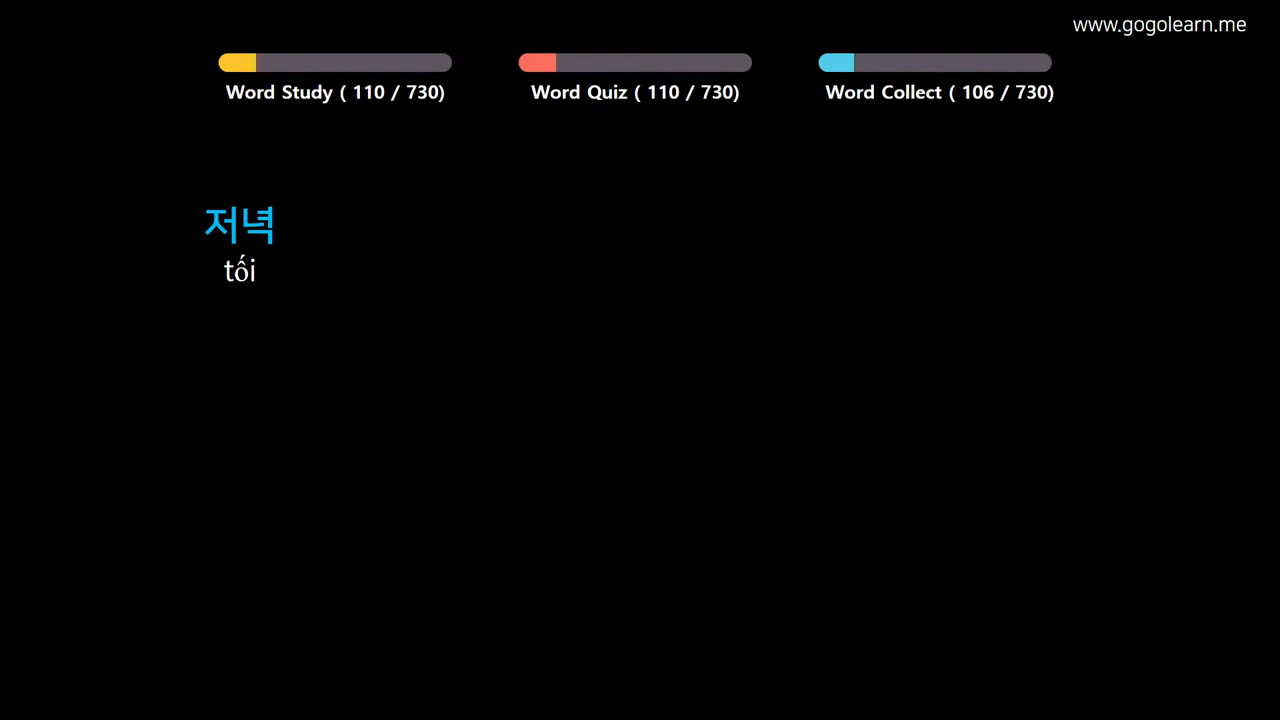 www.gogolearn.me
Word Study ( 110 / 730)
Word Quiz ( 110 / 730)
Word Collect ( 106 / 730)
저녁
tối